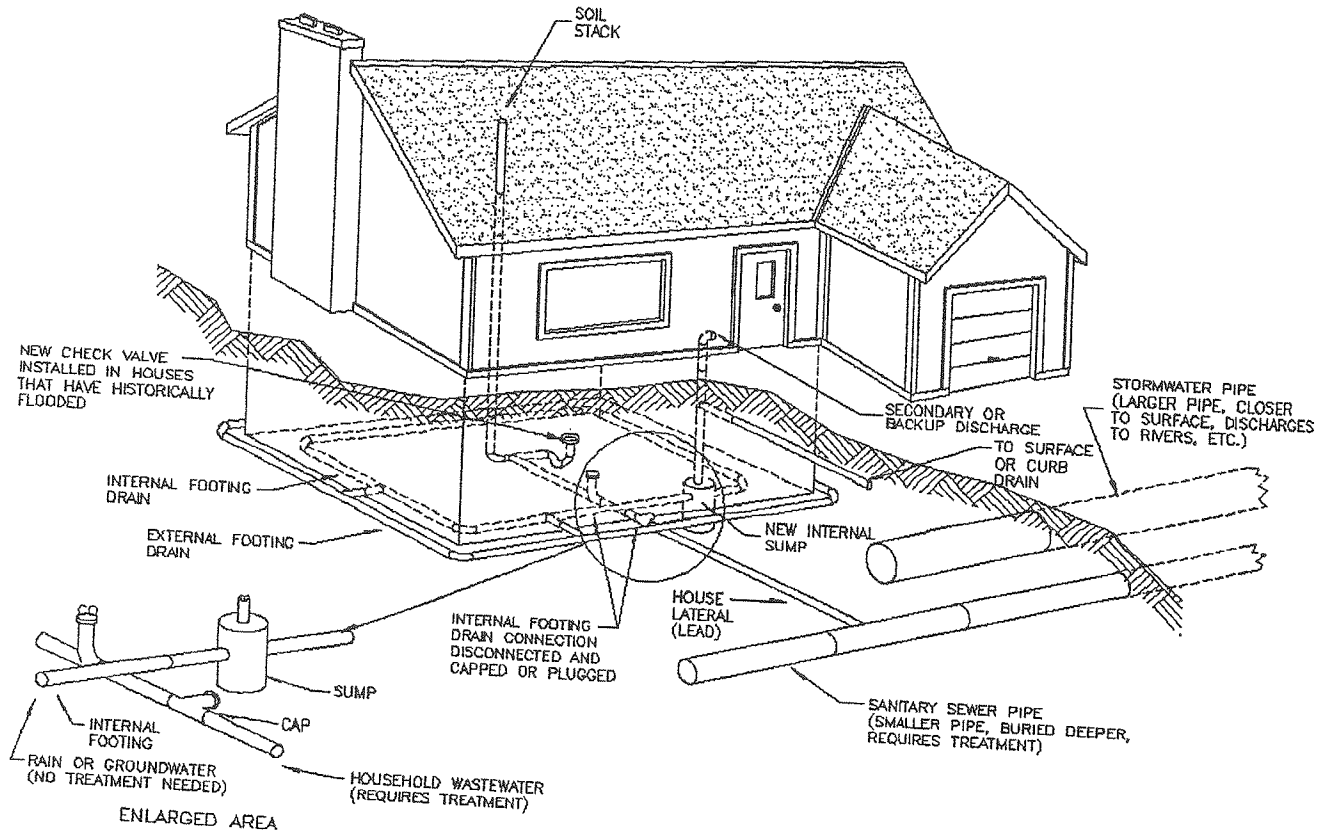 SOIL
STACK
NEW CHECK VALVE
INSTALLED IN HOUSES
THAT HAVE HISTORICALLY
FLOODED
STORMWATER PIPE
(LARGER PIPE, CLOSER
TO SURFACE, DISCHARGES
TO RIVERS, ETC.)
SECONDARY OR
BACKUP DISCHARGE
TO SURFACE
OR CURB
DRAIN
INTERNAL FOOTING
DRAIN
EXTERNAL FOOTING
DRAIN
NEW INTERNAL
SUMP
HOUSE
LATERAL
(LEAD)
INTERNAL FOOTING
DRAIN CONNECTION
DISCONNECTED AND
CAPPED OR PLUGGED
SUMP
CAP
INTERNAL
FOOTING
RAIN OR GROUNDWATER
(NO TREATMENT NEEDED)
HOUSEHOLD WASTEWATER
(REQUIRES TREATMENT)
SANITARY SEWER PIPE
(SMALLER PIPE, BURIED DEEPER,
REQUIRES TREATMENT)
ENLARGED AREA